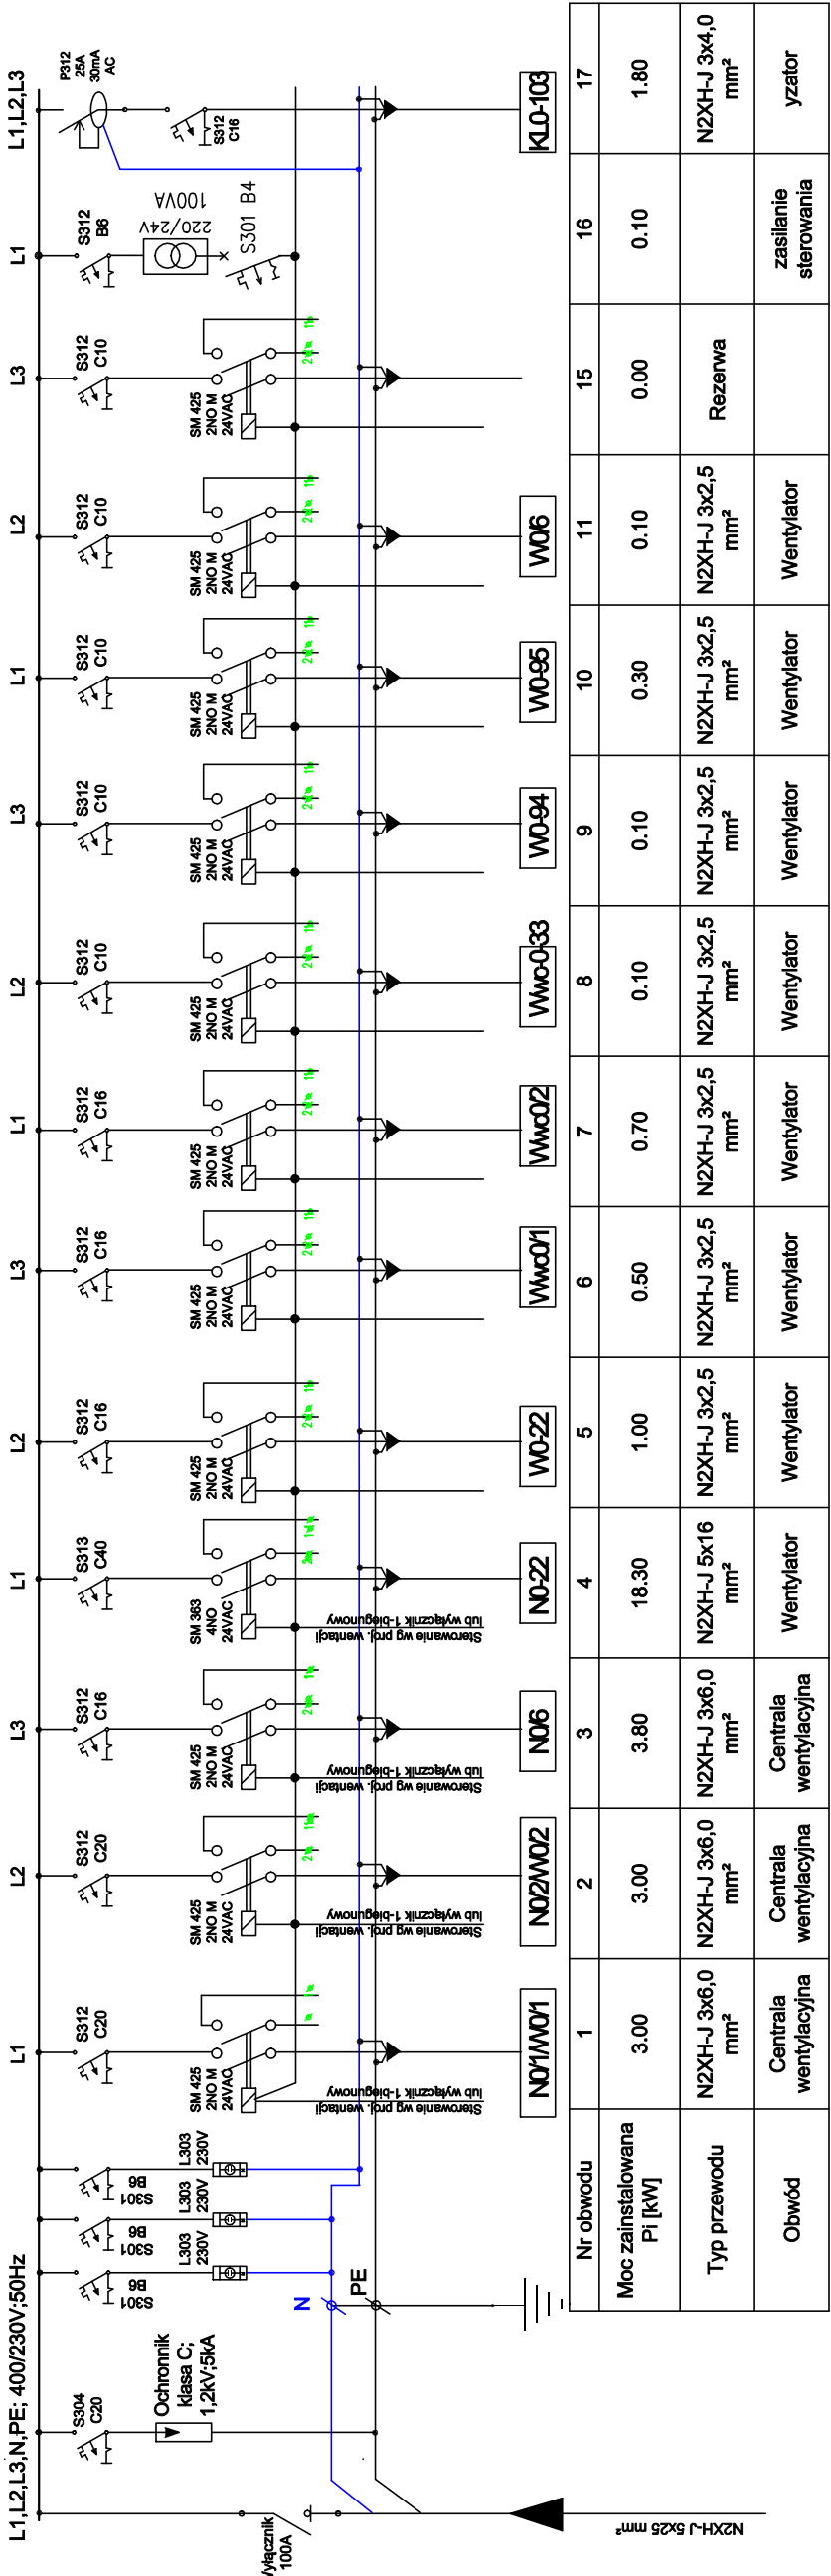 L1,L2,L3,N,PE; 400/230V;50Hz
L1
L2
L3
L1
L2
L3
L1
L2
L3
L1
L2
L3
L1
L1,L2,L3
Wyłącznik
100A
N2XH-J 5x25 mm²
S304
C20
Ochronnik
klasa C;
1,2kV;5kA
N
PE
S301
B6
L303
230V
S301
B6
L303
230V
S301
B6
L303
230V
S312
C20
SM 425
2NO M
24VAC
Sterowanie wg proj. wentacji
lub wyłącznik 1-biegunowy
N0/1/W0/1
S312
C20
SM 425
2NO M
24VAC
Sterowanie wg proj. wentacji
lub wyłącznik 1-biegunowy
N0/2/W0/2
S312
C16
SM 425
2NO M
24VAC
Sterowanie wg proj. wentacji
lub wyłącznik 1-biegunowy
N0/6
S313
C40
SM 363
4NO
24VAC
Sterowanie wg proj. wentacji
lub wyłącznik 1-biegunowy
N0-22
S312
C16
SM 425
2NO M
24VAC
W0-22
S312
C16
SM 425
2NO M
24VAC
Wwc0/1
S312
C16
SM 425
2NO M
24VAC
Wwc0/2
S312
C10
SM 425
2NO M
24VAC
Wwc-0-33
S312
C10
SM 425
2NO M
24VAC
W0-94
S312
C10
SM 425
2NO M
24VAC
W0-95
S312
C10
SM 425
2NO M
24VAC
W06
S312
C10
SM 425
2NO M
24VAC
S312
B6
220/24V
100VA
S301 B4
P312
25A
30mA
AC
S312
C16
KL0-103
Nr obwodu 1 2 3 4 5 6 7 8 9 10 11 15 16 17
Moc zainstalowana
Pi [kW]
3.00 3.00 3.80 18.30 1.00 0.50 0.70 0.10 0.10 0.30 0.10 0.00 0.10 1.80
Typ przewodu
N2XH-J 3x6,0
mm²
N2XH-J 3x6,0
mm²
N2XH-J 3x6,0
mm²
N2XH-J 5x16
mm²
N2XH-J 3x2,5
mm²
N2XH-J 3x2,5
mm²
N2XH-J 3x2,5
mm²
N2XH-J 3x2,5
mm²
N2XH-J 3x2,5
mm²
N2XH-J 3x2,5
mm²
N2XH-J 3x2,5
mm²
Rezerwa
N2XH-J 3x4,0
mm²
Obwód
Centrala
wentylacyjna
Centrala
wentylacyjna
Centrala
wentylacyjna
Wentylator
Wentylator
Wentylator
Wentylator
Wentylator
Wentylator
Wentylator
Wentylator
zasilanie
sterowania
yzator